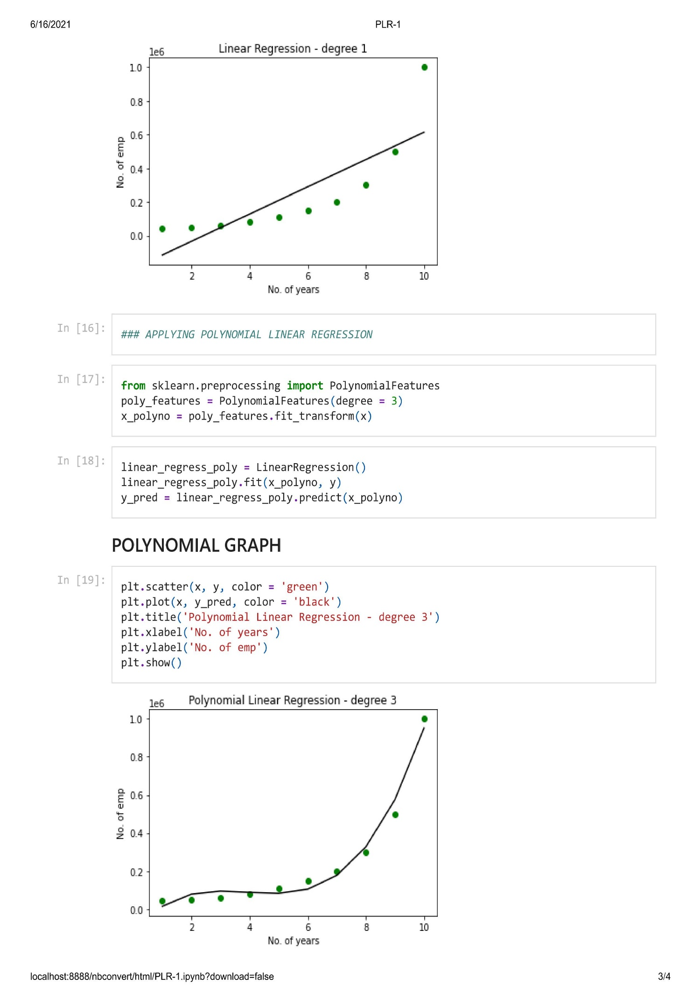 6/16/2021 PLR-1
Linear Regression - degree 1
1e6
1.0
0.8
0.6
0.4
0.2
0.0
No. of emp
2 4 6 8 10
No. of years
In [16]:
### APPLYING POLYNOMIAL LINEAR REGRESSION
In [17]:
from sklearn.preprocessing import PolynomialFeatures
poly_features = PolynomialFeatures(degree = 3)
x_polyno = poly_features.fit_transform(x)
In [18]:
linear_regress_poly = LinearRegression()
linear_regress_poly.fit(x_polyno, y)
y_pred = linear_regress_poly.predict(x_polyno)
POLYNOMIAL GRAPH
In [19]:
plt.scatter(x, y, color = 'green')
plt.plot(x, y_pred, color = 'black')
plt.title('Polynomial Linear Regression - degree 3')
plt.xlabel('No. of years')
plt.ylabel('No. of emp')
plt.show()
Polynomial Linear Regression - degree 3
1e6
1.0
0.8
0.6
0.4
0.2
0.0
No. of emp
2 4 6 8 10
No. of years
localhost:8888/nbconvert/html/PLR-1.ipynb?download=false 3/4